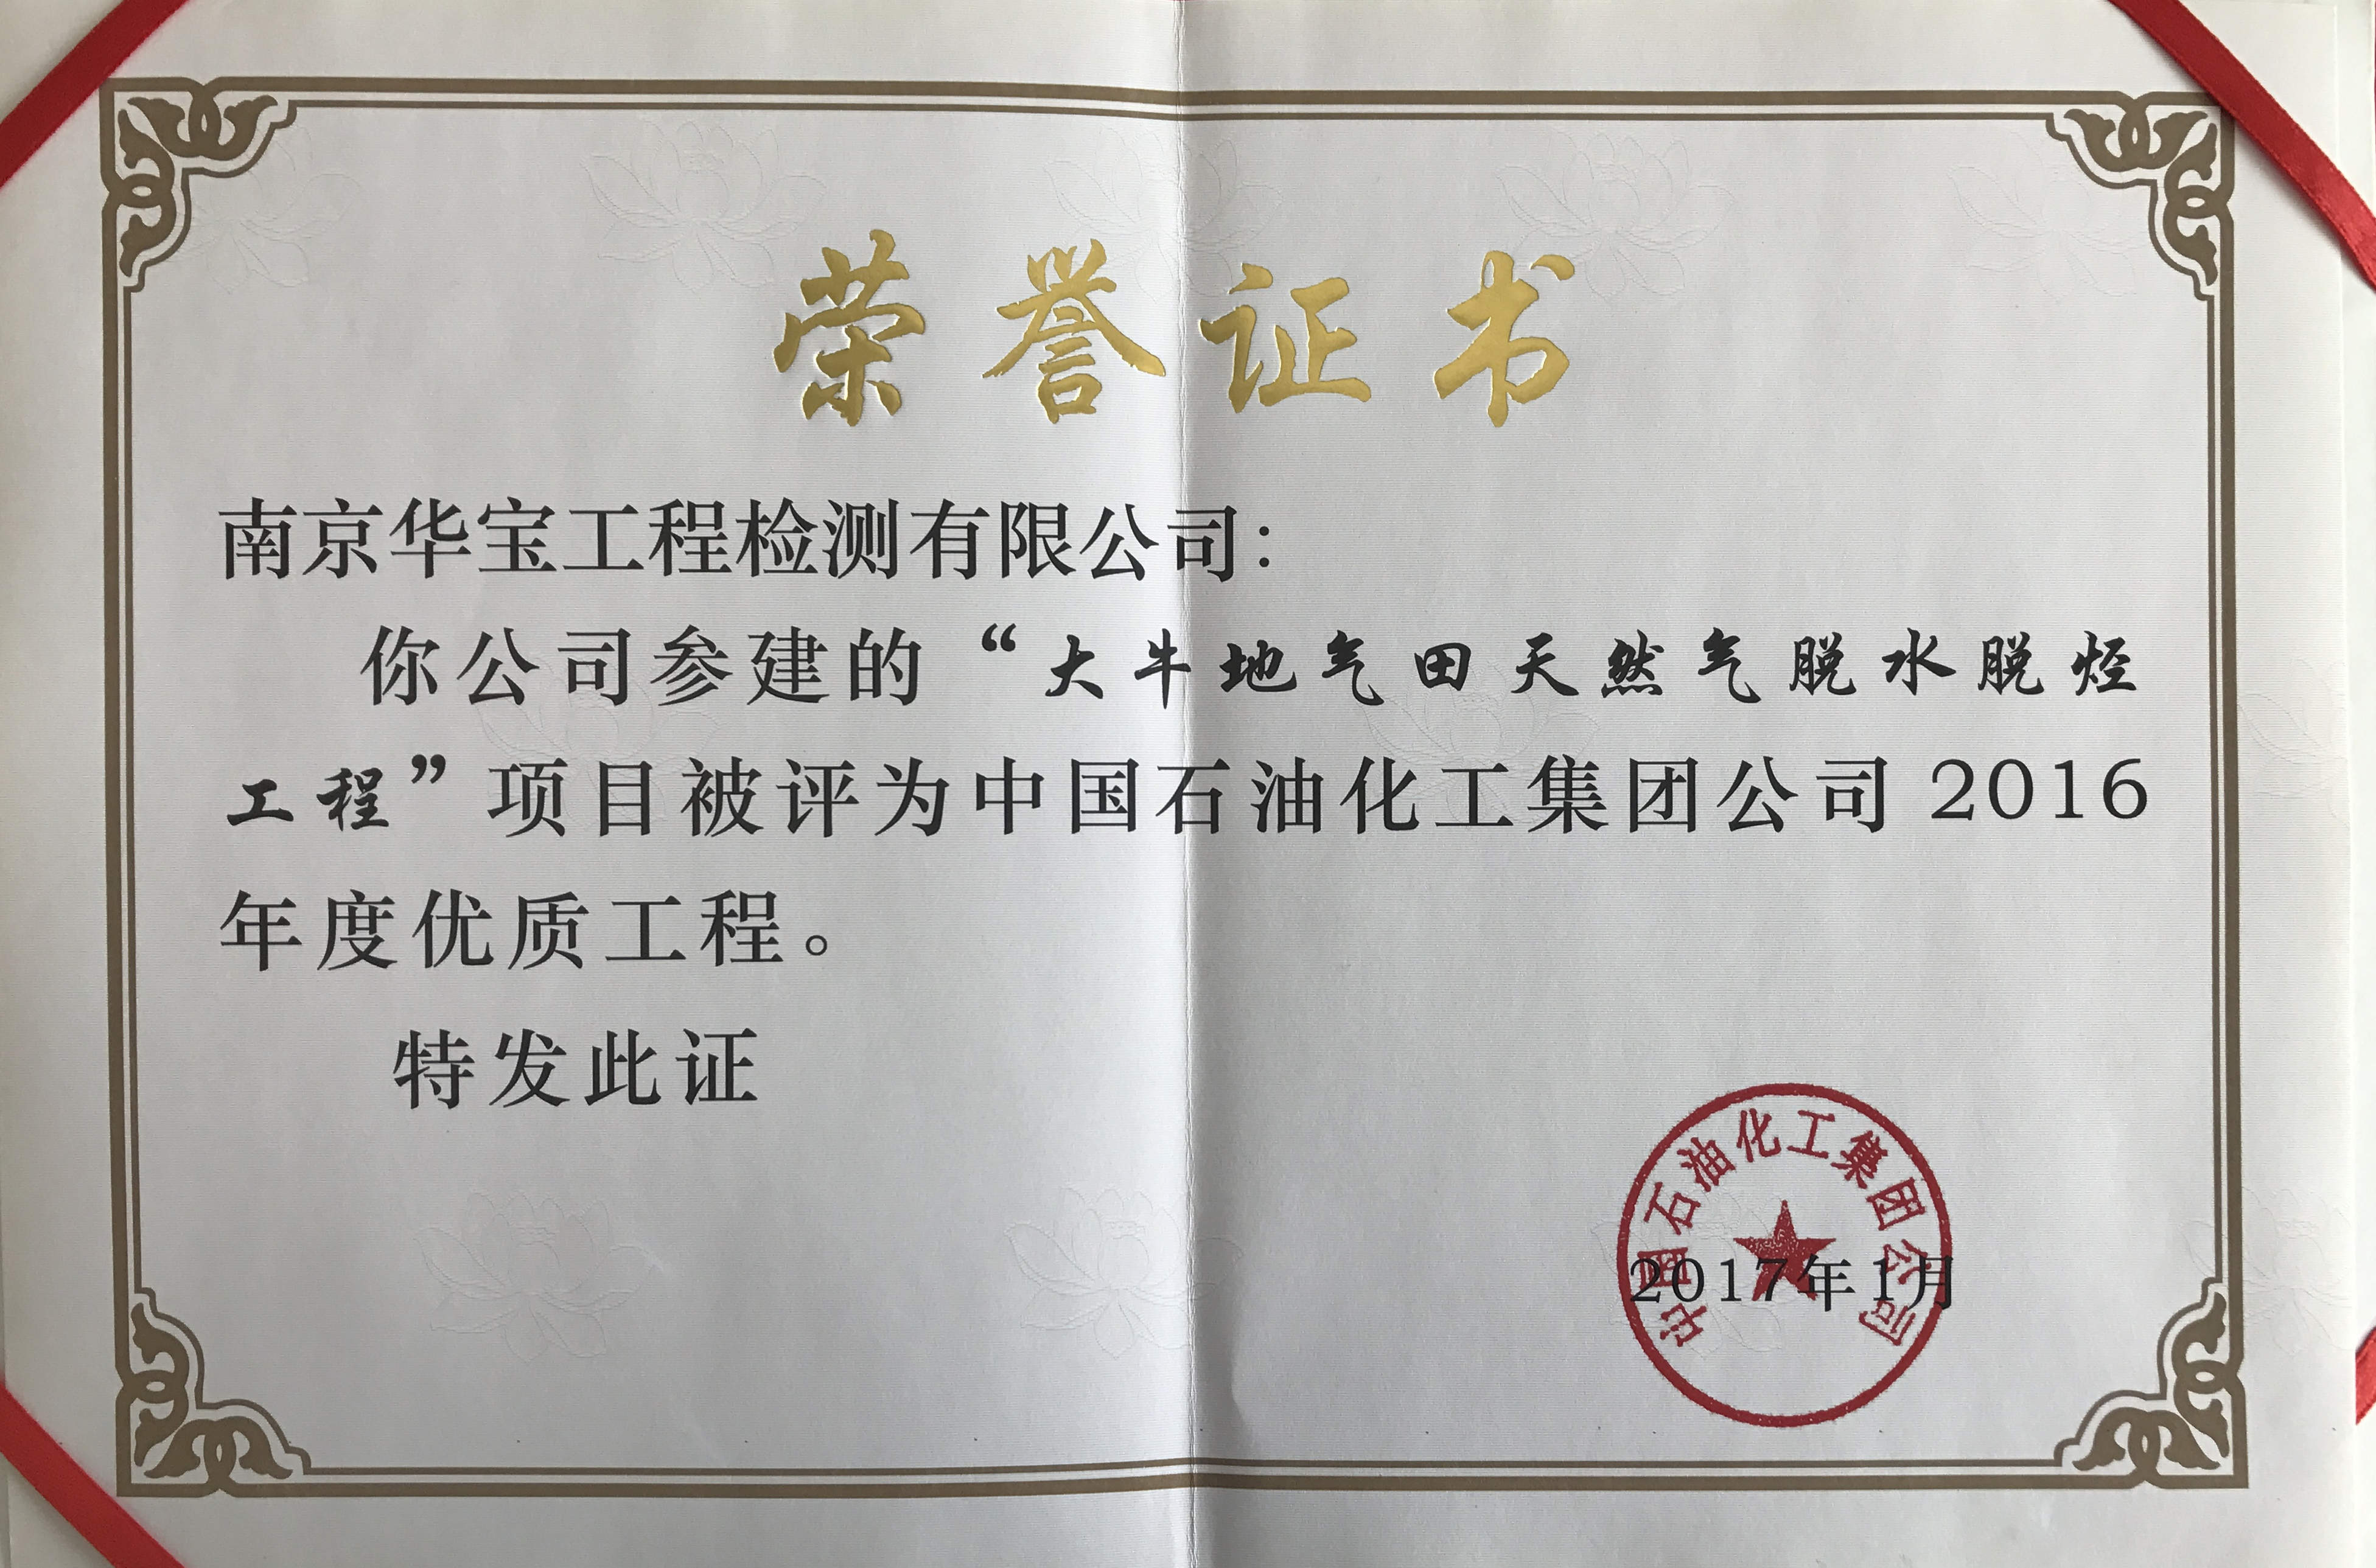 荣誉证书
南京华宝工程检测有限公司：
你公司参建的“大牛地气田天然气脱水脱烃
工程”项目被评为中国石油化工集团公司2016
年度优质工程。
特发此证
中国石油化工集团公司
2017年1月